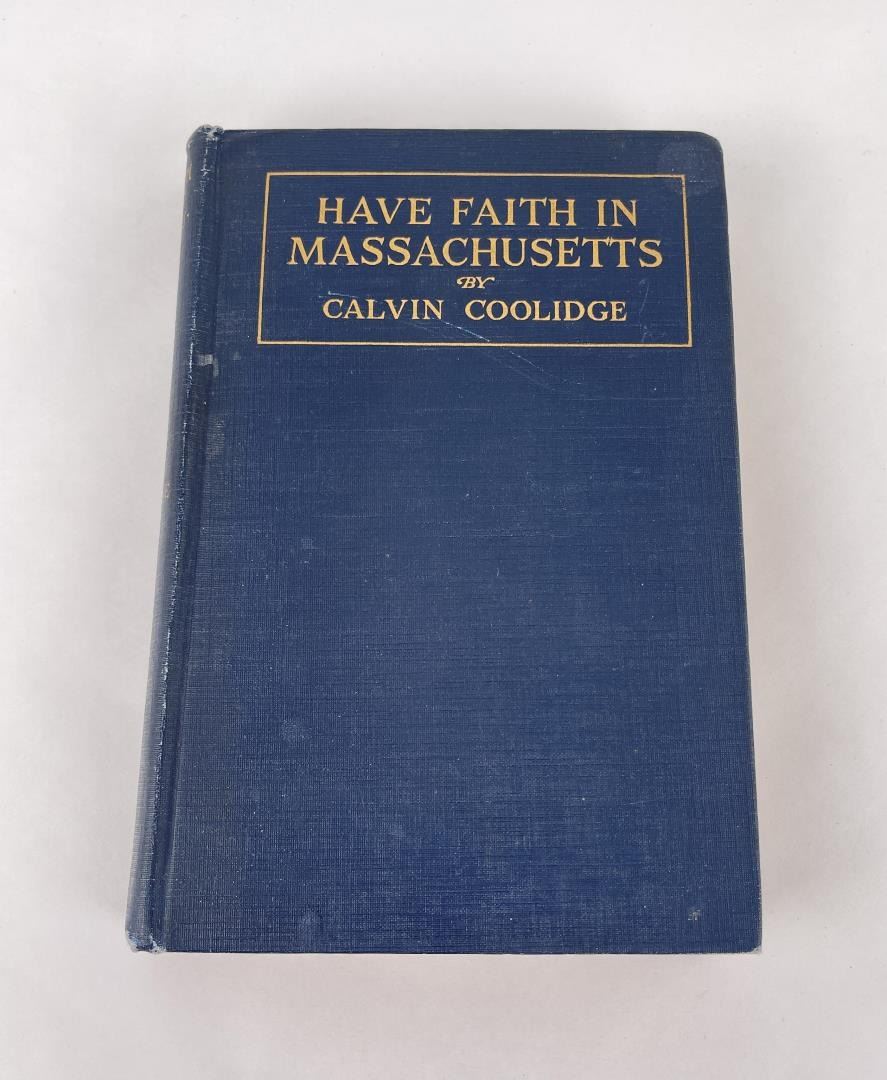 HAVE FAITH IN
MASSACHUSETTS
BY
CALVIN COOLIDGE